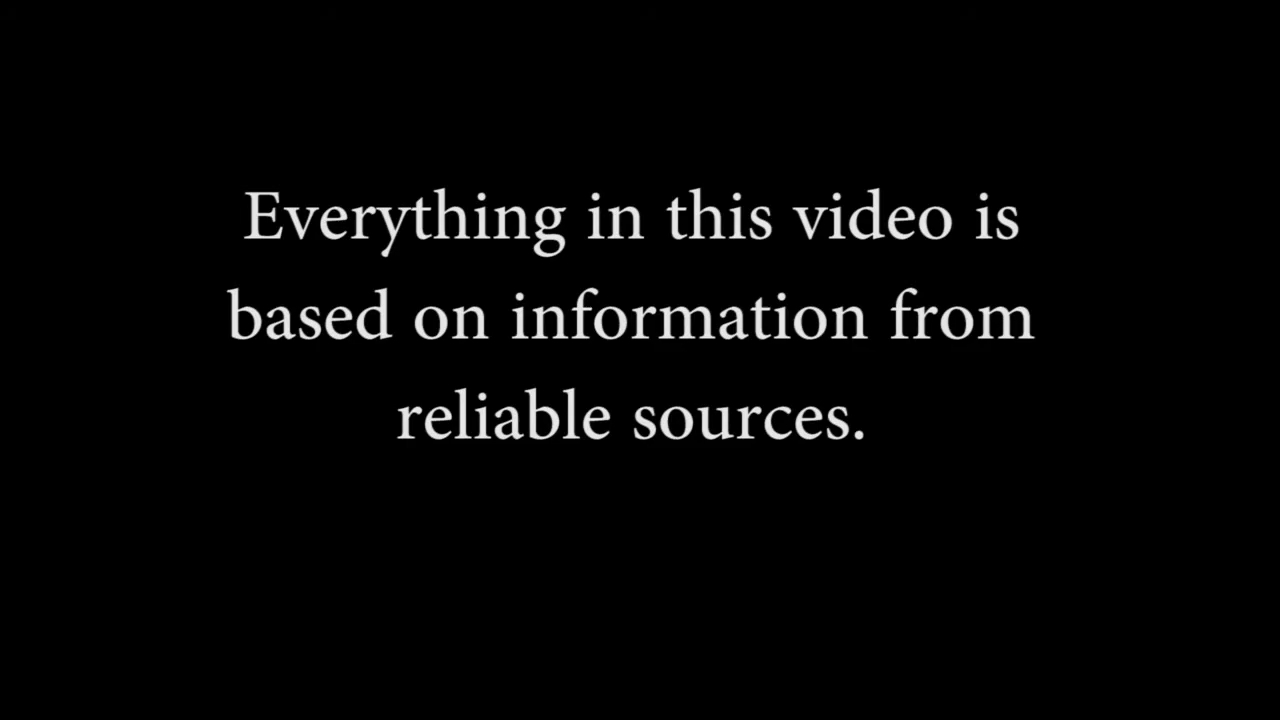 Everything in this video is
based on information from
reliable sources.